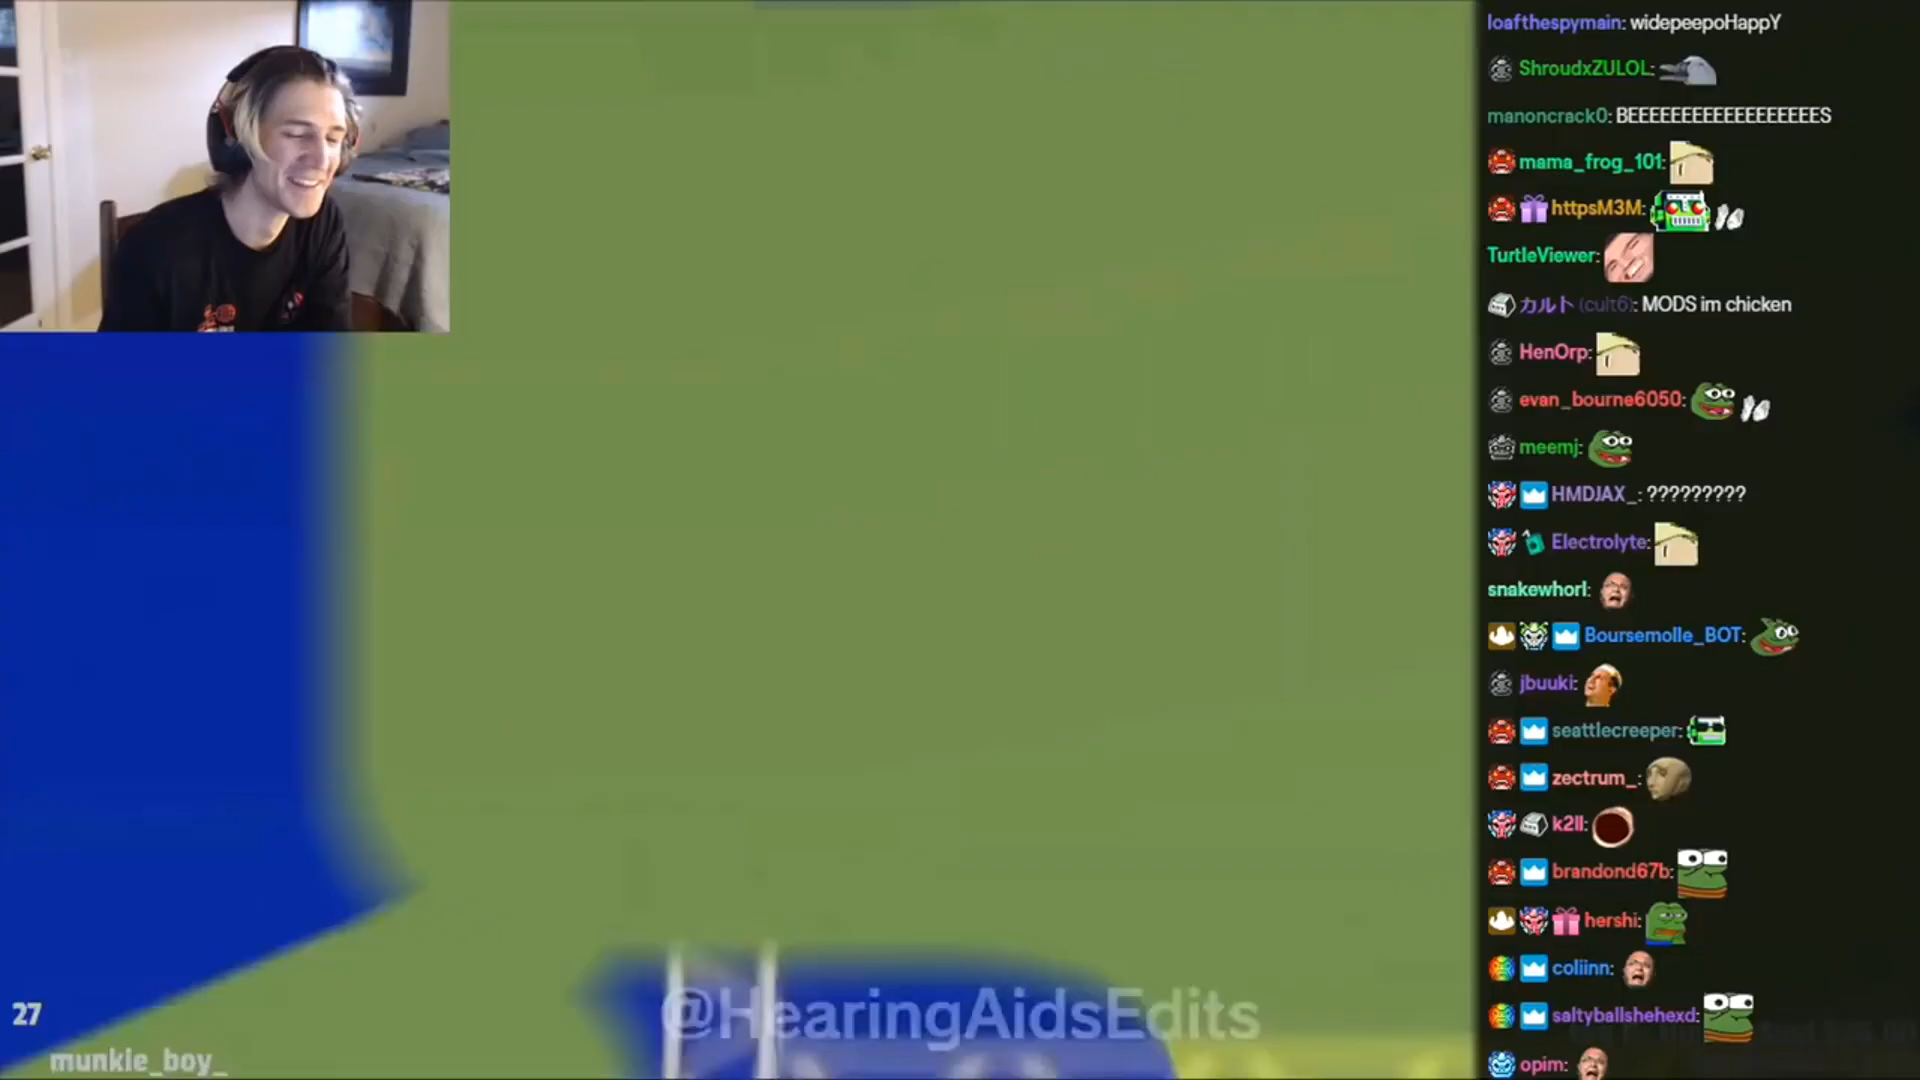 loafthespymain: widepeepoHappY
ShroudxZULOL:
manoncrack0: BEEEEEEEEEEEEEEEEEEES
mama_frog_101:
httpsM3M:
TurtleViewer:
カルト (cult6): MODS im chicken
HenOrp:
evan_bourne6050:
meemj:
HMDJAX_: ?????????
Electrolyte:
snakewhorl:
Boursemolle_BOT:
jbuuki:
seattlecreeper:
zectrum_:
k2ll:
brandond67b:
hershi:
coliinn:
saltyballshehexd:
opim:
27
@HearingAidsEdits
munkie_boy_